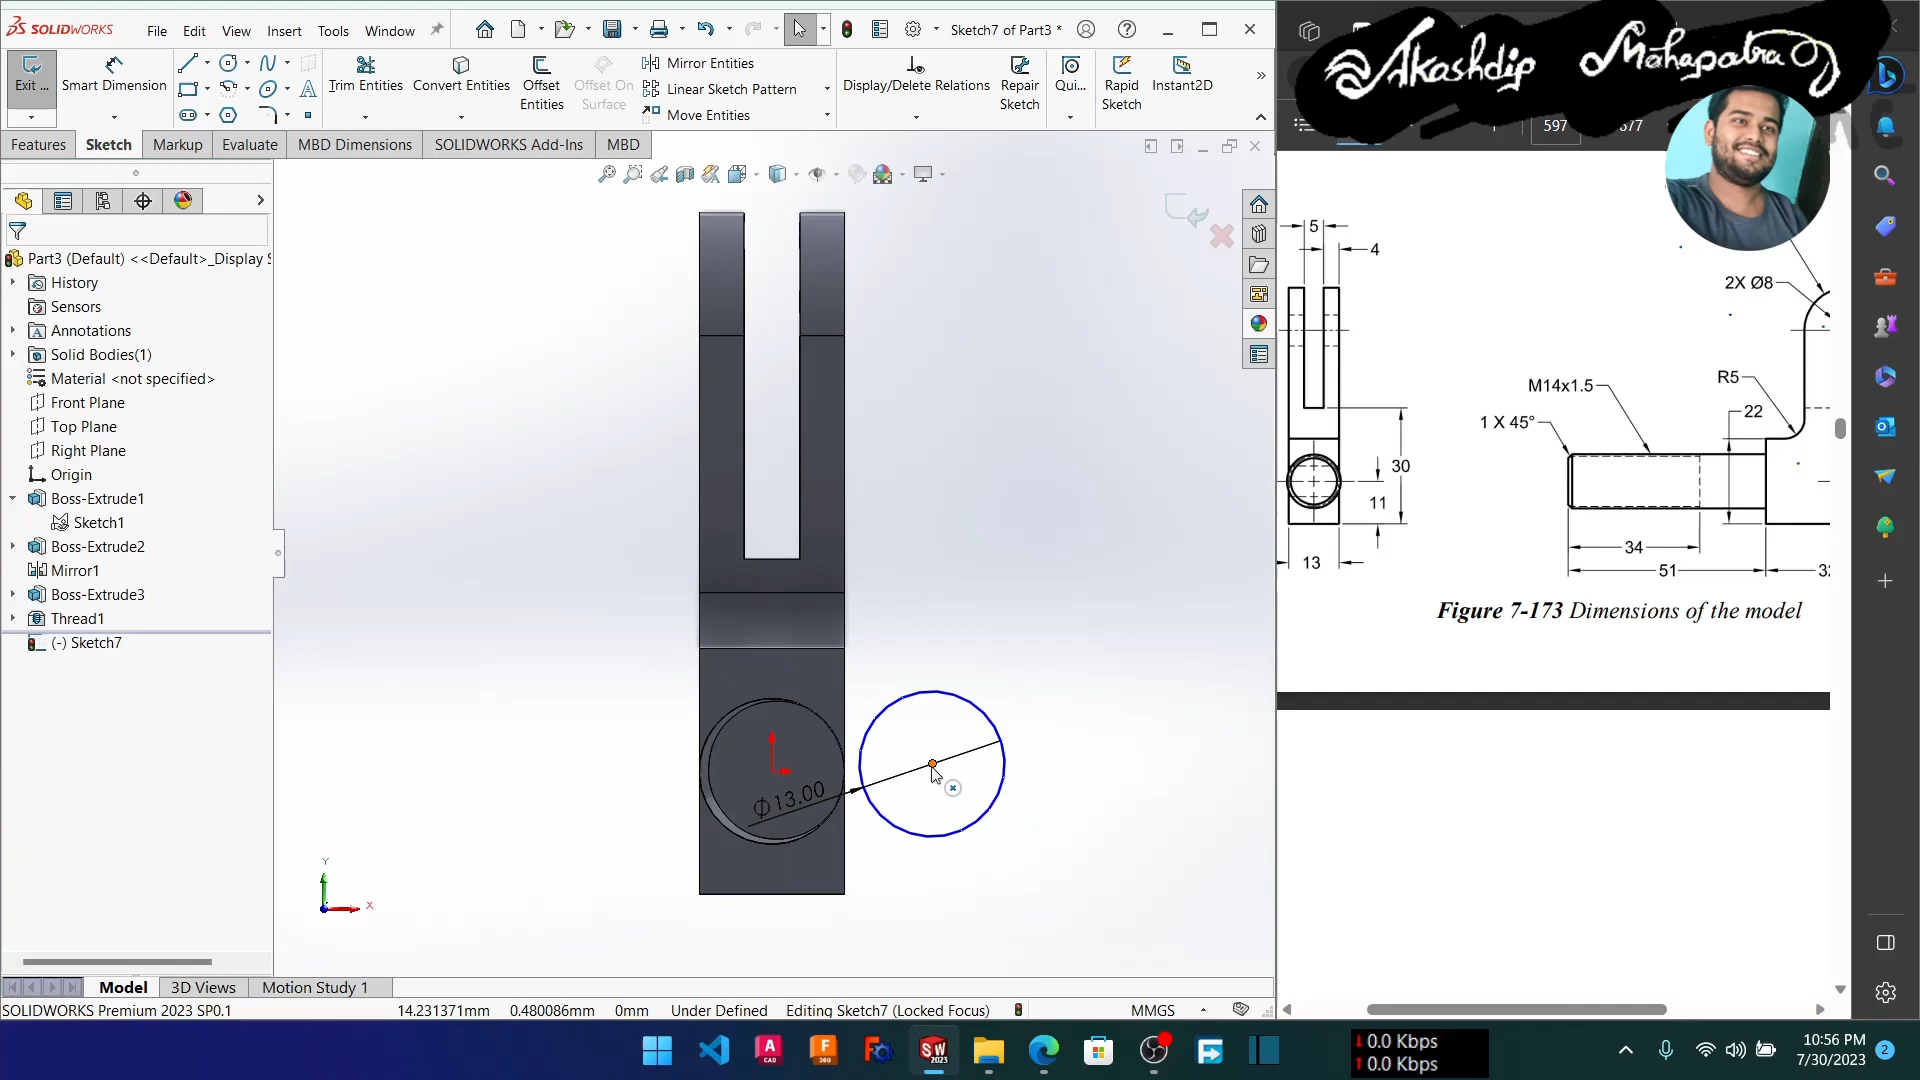 SOLIDWORKS
File Edit View Insert Tools Window
Sketch7 of Part3 *
Exit ...
Smart Dimension
Trim Entities
Convert Entities
Offset Entities
Offset On Surface
Mirror Entities
Linear Sketch Pattern
Move Entities
Display/Delete Relations
Repair Sketch
Qui...
Rapid Sketch
Instant2D
Features Sketch Markup Evaluate MBD Dimensions SOLIDWORKS Add-Ins MBD
Part3 (Default) <<Default>_Display S
History
Sensors
Annotations
Solid Bodies(1)
Material <not specified>
Front Plane
Top Plane
Right Plane
Origin
Boss-Extrude1
Sketch1
Boss-Extrude2
Mirror1
Boss-Extrude3
Thread1
(-) Sketch7
Φ13.00
Y
X
Model 3D Views Motion Study 1
SOLIDWORKS Premium 2023 SP0.1 14.231371mm 0.480086mm 0mm Under Defined Editing Sketch7 (Locked Focus) MMGS
Akashdip Mahapatra
597
5
4
2X Ø8
M14x1.5
R5
1 X 45°
22
30
11
34
13
51
Figure 7-173 Dimensions of the model
0.0 Kbps
0.0 Kbps
10:56 PM
7/30/2023
2